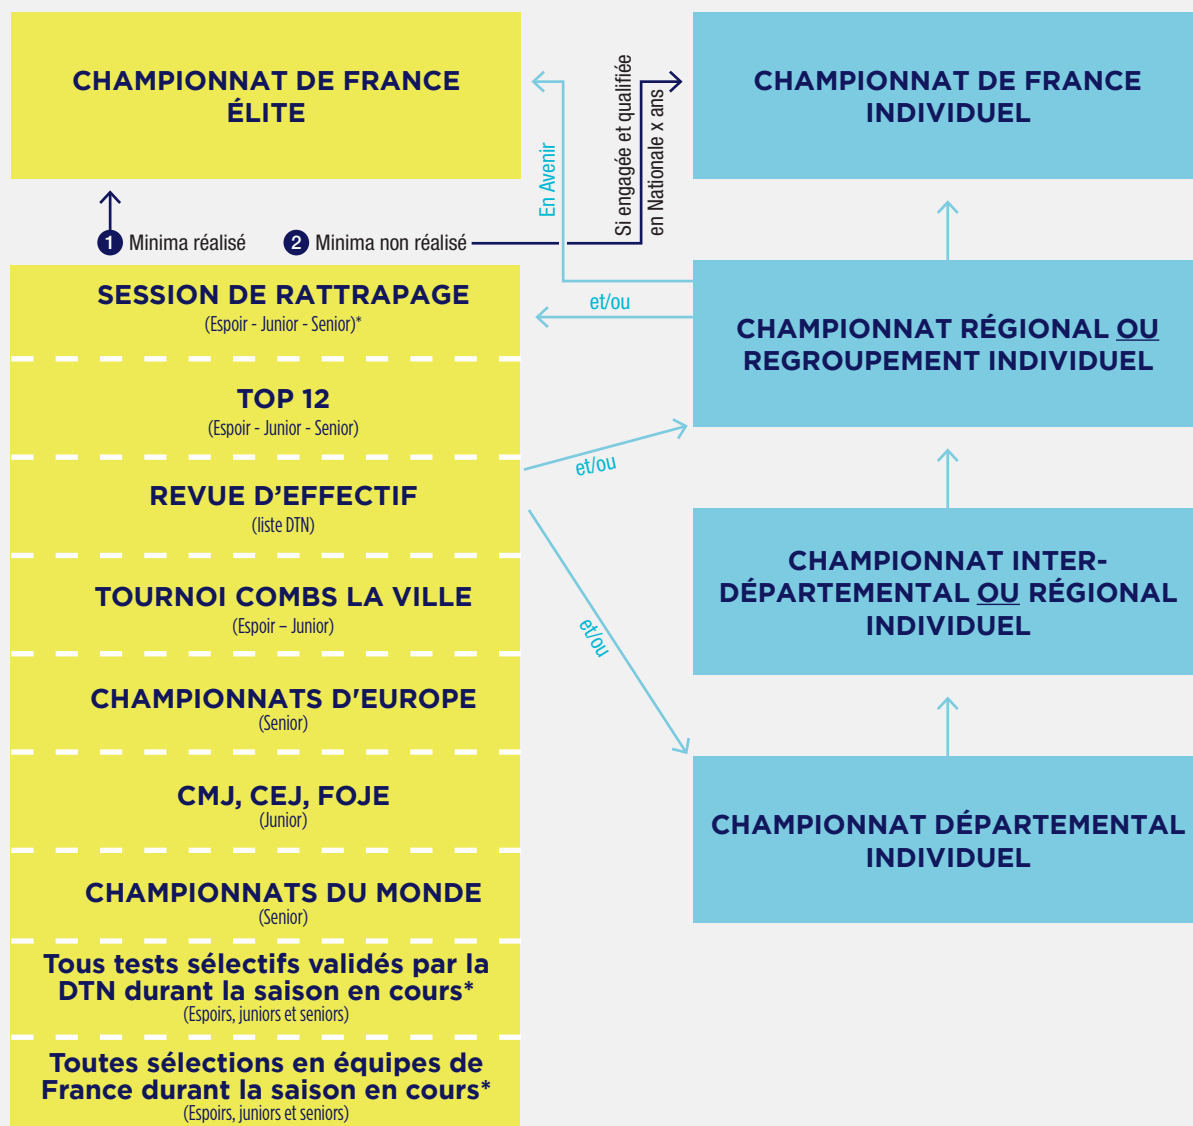 CHAMPIONNAT DE FRANCE
ÉLITE
CHAMPIONNAT DE FRANCE
INDIVIDUEL
En Avenir
Si engagée et qualifiée
en Nationale x ans
1 Minima réalisé
2 Minima non réalisé
SESSION DE RATTRAPAGE
(Espoir - Junior - Senior)*
et/ou
CHAMPIONNAT RÉGIONAL OU
REGROUPEMENT INDIVIDUEL
TOP 12
(Espoir - Junior - Senior)
et/ou
REVUE D'EFFECTIF
(liste DTN)
CHAMPIONNAT INTER-
DÉPARTEMENTAL OU RÉGIONAL
INDIVIDUEL
TOURNOI COMBS LA VILLE
(Espoir – Junior)
et/ou
CHAMPIONNATS D'EUROPE
(Senior)
CMJ, CEJ, FOJE
(Junior)
CHAMPIONNAT DÉPARTEMENTAL
INDIVIDUEL
CHAMPIONNATS DU MONDE
(Senior)
Tous tests sélectifs validés par la
DTN durant la saison en cours*
(Espoirs, juniors et seniors)
Toutes sélections en équipes de
France durant la saison en cours*
(Espoirs, juniors et seniors)